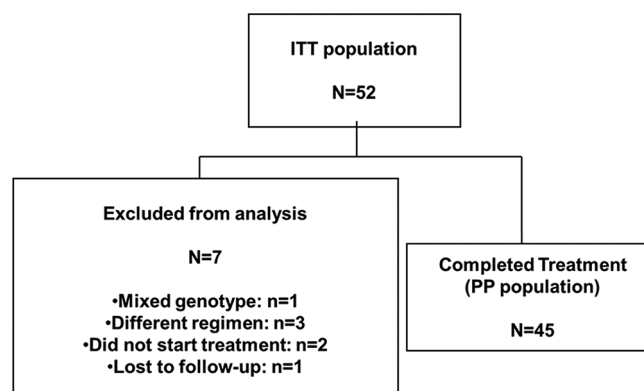 ITT population
N=52
Excluded from analysis
N=7
•Mixed genotype: n=1
•Different regimen: n=3
•Did not start treatment: n=2
•Lost to follow-up: n=1
Completed Treatment
(PP population)
N=45